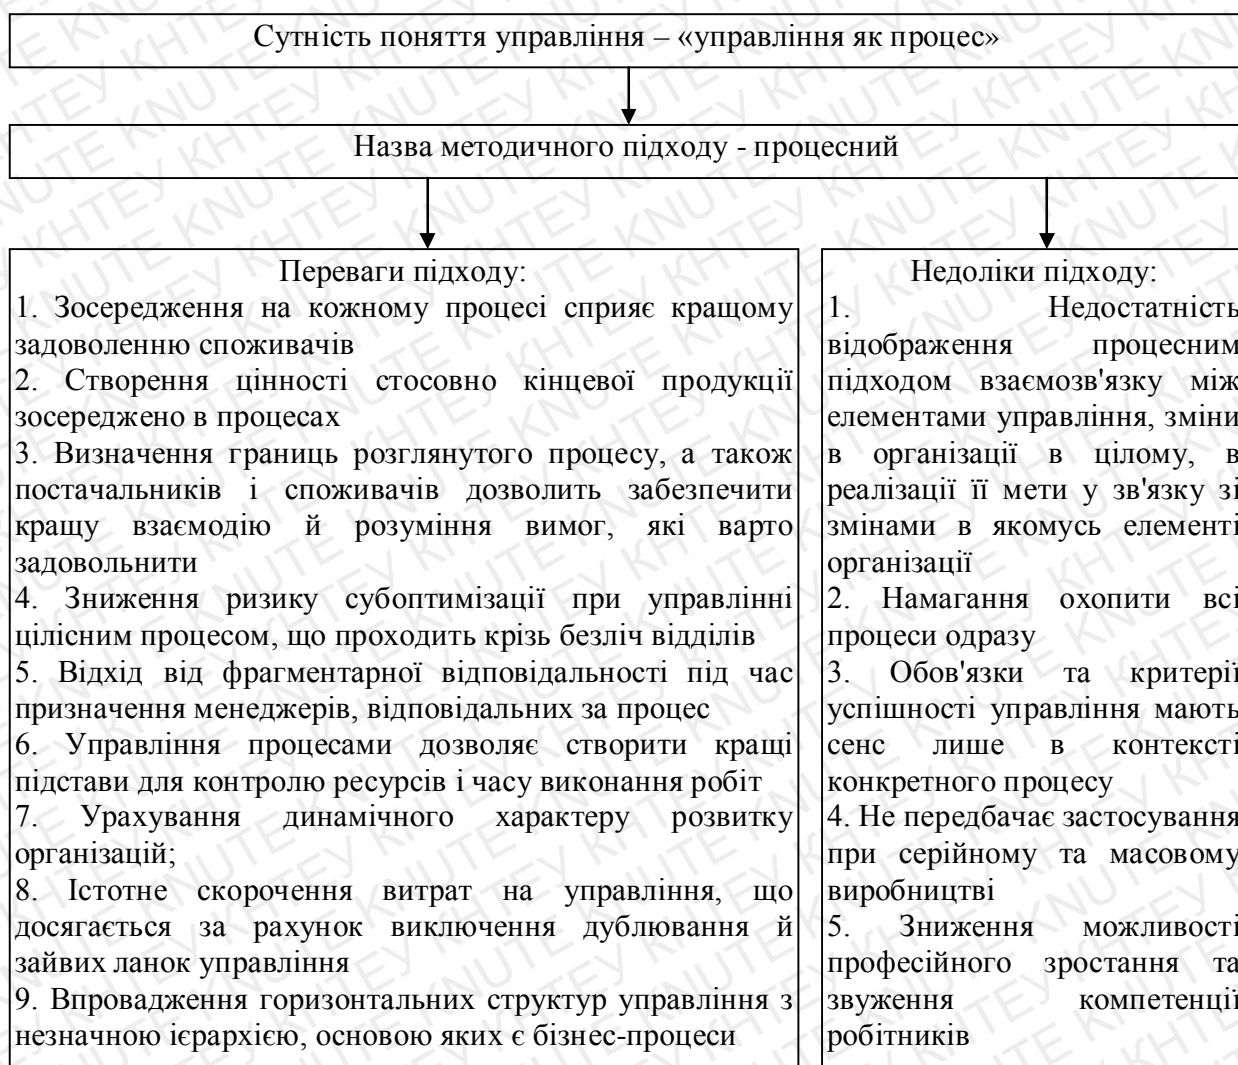 Сутність поняття управління – «управління як процес»
Назва методичного підходу - процесний
Переваги підходу:
1. Зосередження на кожному процесі сприяє кращому
задоволенню споживачів
2. Створення цінності стосовно кінцевої продукції
зосереджено в процесах
3. Визначення границь розглянутого процесу, а також
постачальників і споживачів дозволить забезпечити
кращу взаємодію й розуміння вимог, які варто
задовольнити
4. Зниження ризику субоптимізації при управлінні
цілісним процесом, що проходить крізь безліч відділів
5. Відхід від фрагментарної відповідальності під час
призначення менеджерів, відповідальних за процес
6. Управління процесами дозволяє створити кращі
підстави для контролю ресурсів і часу виконання робіт
7. Урахування динамічного характеру розвитку
організацій;
8. Істотне скорочення витрат на управління, що
досягається за рахунок виключення дублювання й
зайвих ланок управління
9. Впровадження горизонтальних структур управління з
незначною ієрархією, основою яких є бізнес-процеси
Недоліки підходу:
1. Недостатність
відображення процесним
підходом взаємозв'язку між
елементами управління, зміни
в організації в цілому, в
реалізації її мети у зв'язку зі
змінами в якомусь елементі
організації
2. Намагання охопити всі
процеси одразу
3. Обов'язки та критерії
успішності управління мають
сенс лише в контексті
конкретного процесу
4. Не передбачає застосування
при серійному та масовому
виробництві
5. Зниження можливості
професійного зростання та
звуження компетенції
робітників